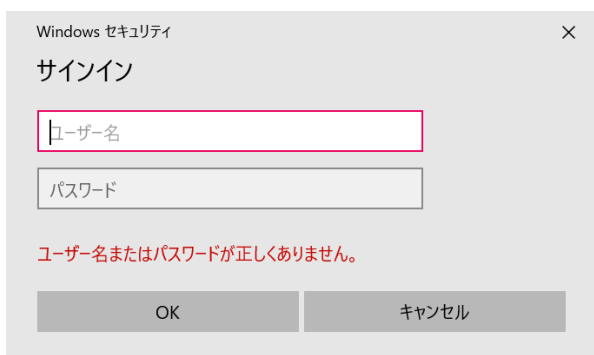 Windows セキュリティ
サインイン
ユーザー名
パスワード
ユーザー名またはパスワードが正しくありません。
OK
キャンセル